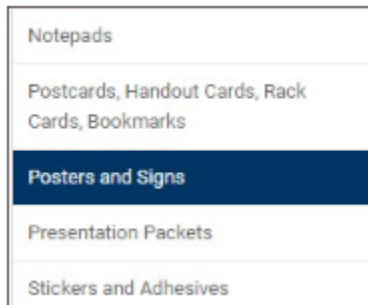 Notepads
Postcards, Handout Cards, Rack
Cards, Bookmarks
Posters and Signs
Presentation Packets
Stickers and Adhesives